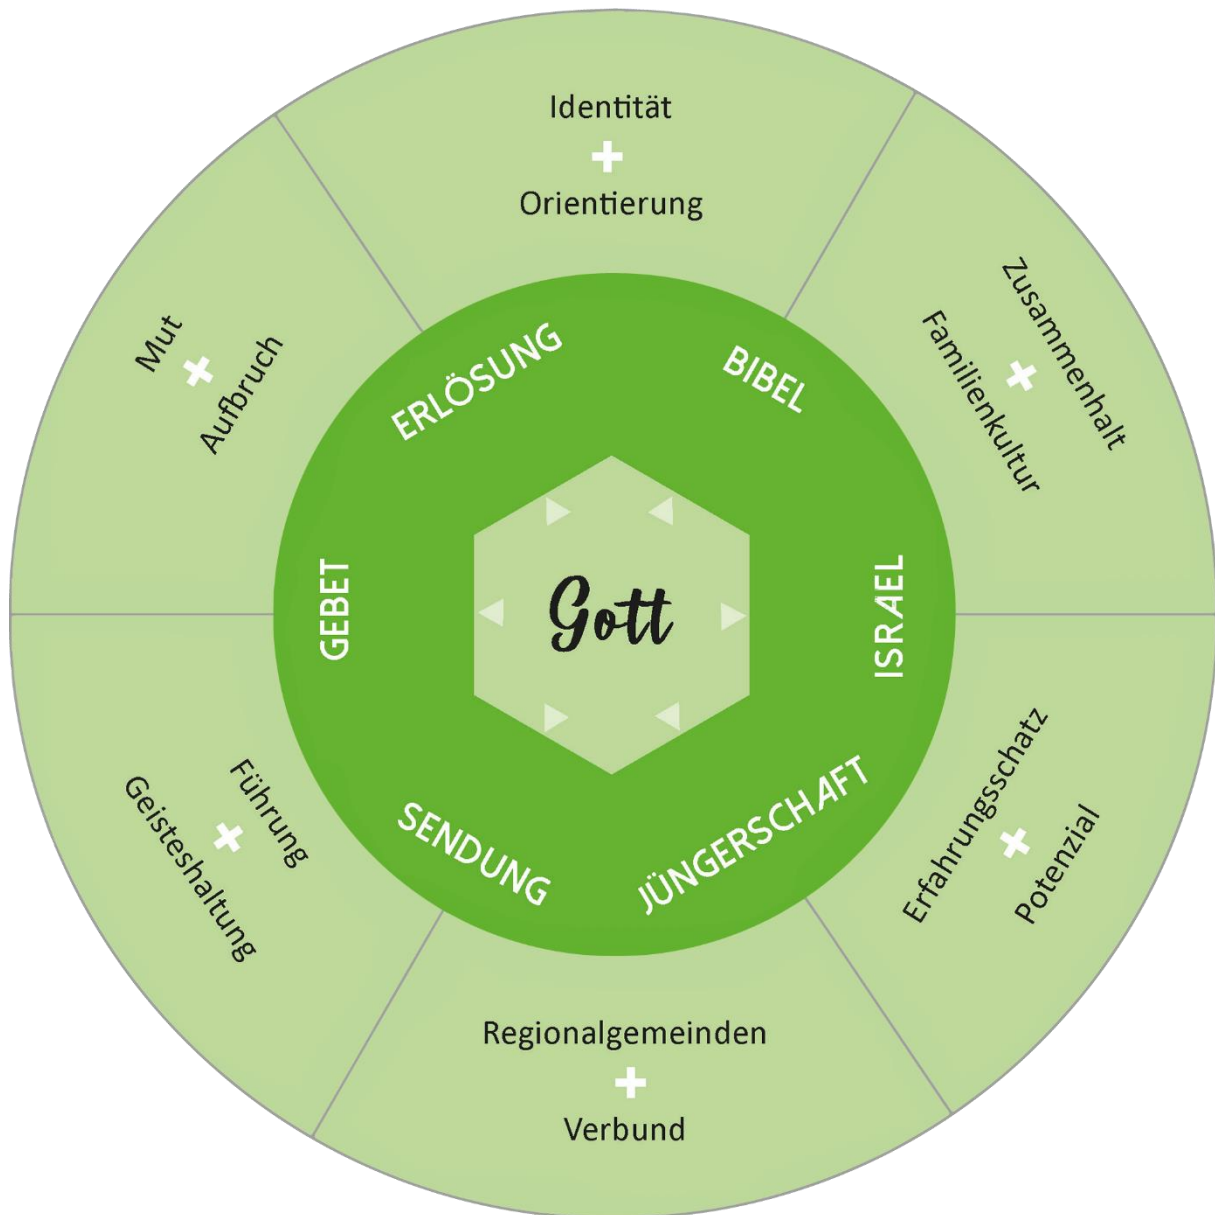 Identität
+
Orientierung
Zusammenhalt
+
Familienkultur
Erfahrungsschatz
+
Potenzial
Regionalgemeinden
+
Verbund
Führung
+
Geisteshaltung
Mut
+
Aufbruch
ERLÖSUNG
BIBEL
ISRAEL
JÜNGERSCHAFT
SENDUNG
GEBET
Gott